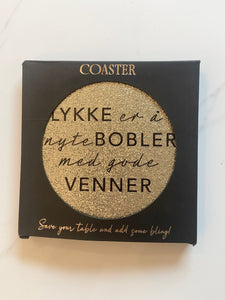 COASTER
LYKKE er å
nyte BOBLER
med gode
VENNER
Save your table and add some bling!